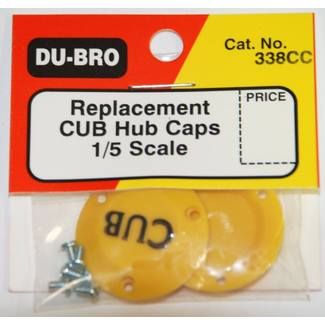 DU-BRO
Cat. No.
338CC
Replacement
CUB Hub Caps
1/5 Scale
PRICE
CUB